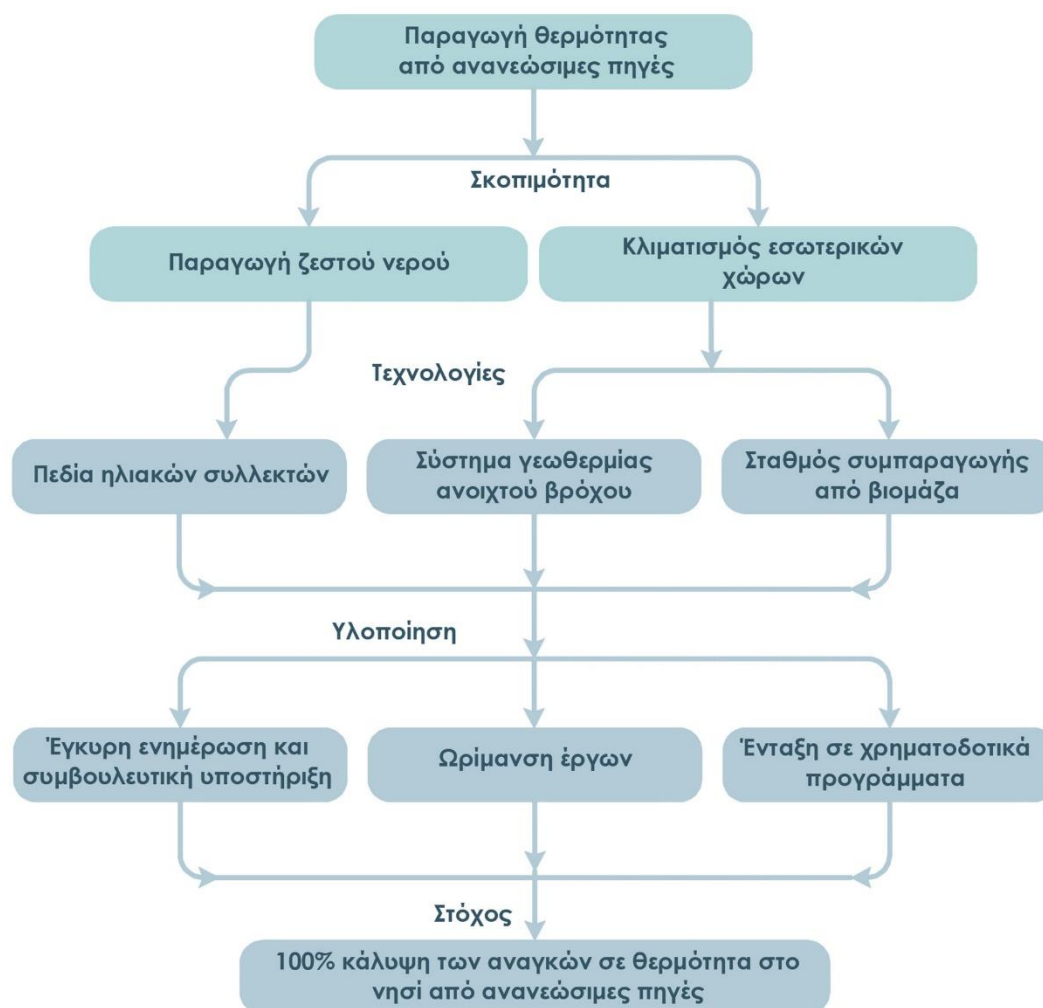 Παραγωγή θερμότητας
από ανανεώσιμες πηγές
Σκοπιμότητα
Παραγωγή ζεστού νερού
Κλιματισμός εσωτερικών
χώρων
Τεχνολογίες
Πεδία ηλιακών συλλεκτών
Σύστημα γεωθερμίας
ανοιχτού βρόχου
Σταθμός συμπαραγωγής
από βιομάζα
Υλοποίηση
Έγκυρη ενημέρωση και
συμβουλευτική υποστήριξη
Ωρίμανση έργων
Ένταξη σε χρηματοδοτικά
προγράμματα
Στόχος
100% κάλυψη των αναγκών σε θερμότητα στο
νησί από ανανεώσιμες πηγές